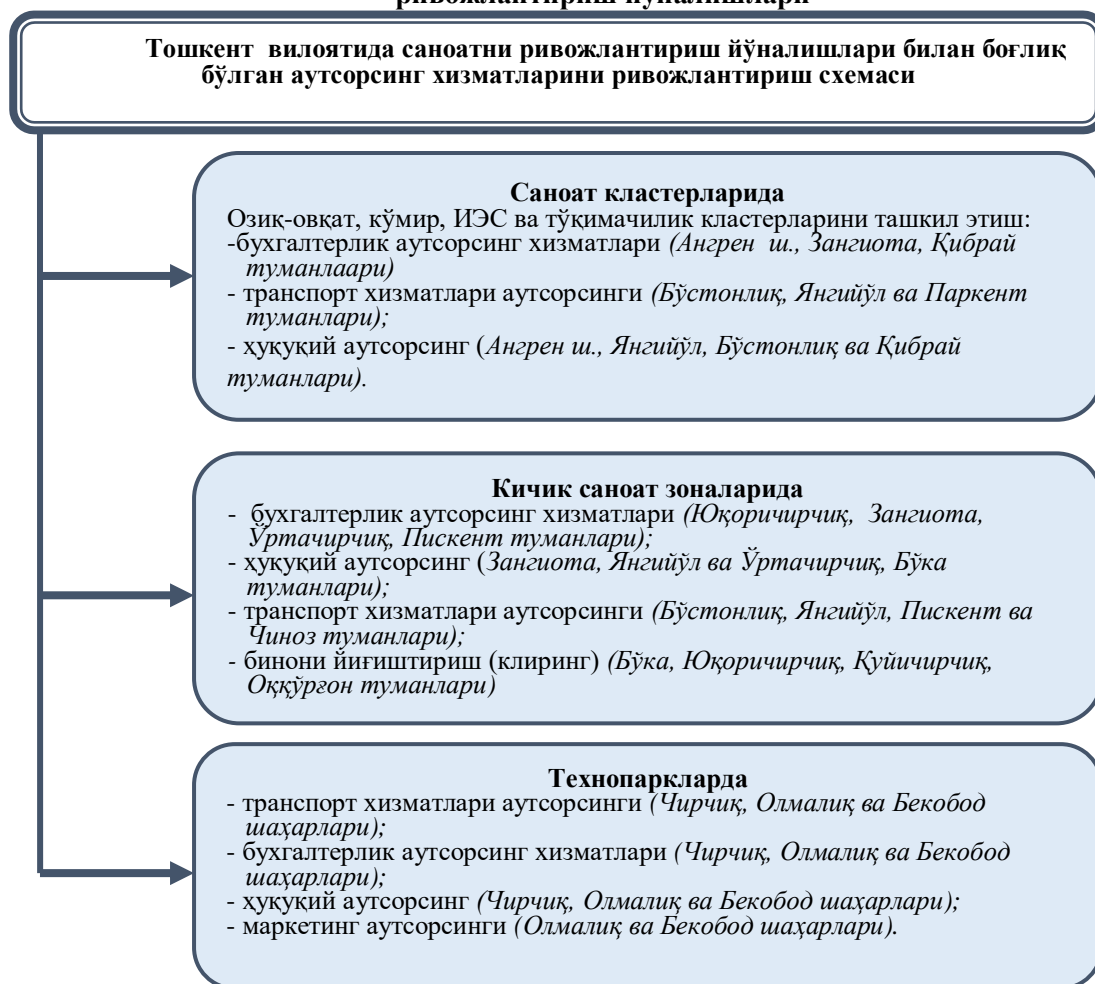 ривожлантириш йўналишлари
Тошкент вилоятида саноатни ривожлантириш йўналишлари билан боғлиқ
бўлган аутсорсинг хизматларини ривожлантириш схемаси
Саноат кластерларида
Озиқ-овқат, кўмир, ИЭС ва тўқимачилик кластерларини ташкил этиш:
-бухгалтерлик аутсорсинг хизматлари (Ангрен ш., Зангиота, Қибрай
туманлаари)
- транспорт хизматлари аутсорсинги (Бўстонлиқ, Янгийўл ва Паркент
туманлари);
- ҳуқуқий аутсорсинг (Ангрен ш., Янгийўл, Бўстонлиқ ва Қибрай
туманлари).
Кичик саноат зоналарида
- бухгалтерлик аутсорсинг хизматлари (Юқоричирчиқ, Зангиота,
Ўртачирчиқ, Пискент туманлари);
- ҳуқуқий аутсорсинг (Зангиота, Янгийўл ва Ўртачирчиқ, Бўка
туманлари);
- транспорт хизматлари аутсорсинги (Бўстонлиқ, Янгийўл, Пискент ва
Чиноз туманлари);
- бинони йиғиштириш (клиринг) (Бўка, Юқоричирчиқ, Қуйичирчиқ,
Оққўрғон туманлари)
Технопаркларда
- транспорт хизматлари аутсорсинги (Чирчиқ, Олмалиқ ва Бекобод
шаҳарлари);
- бухгалтерлик аутсорсинг хизматлари (Чирчиқ, Олмалиқ ва Бекобод
шаҳарлари);
- ҳуқуқий аутсорсинг (Чирчиқ, Олмалиқ ва Бекобод шаҳарлари);
- маркетинг аутсорсинги (Олмалиқ ва Бекобод шаҳарлари).